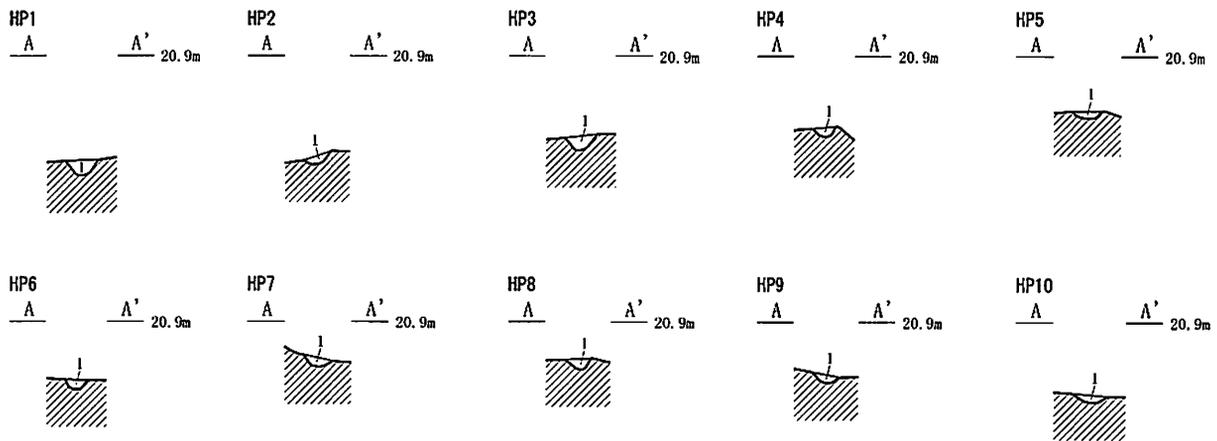 HP1
A A' 20.9m
1
HP2
A A' 20.9m
1
HP3
A A' 20.9m
1
HP4
A A' 20.9m
1
HP5
A A' 20.9m
1
HP6
A A' 20.9m
1
HP7
A A' 20.9m
1
HP8
A A' 20.9m
1
HP9
A A' 20.9m
1
HP10
A A' 20.9m
1